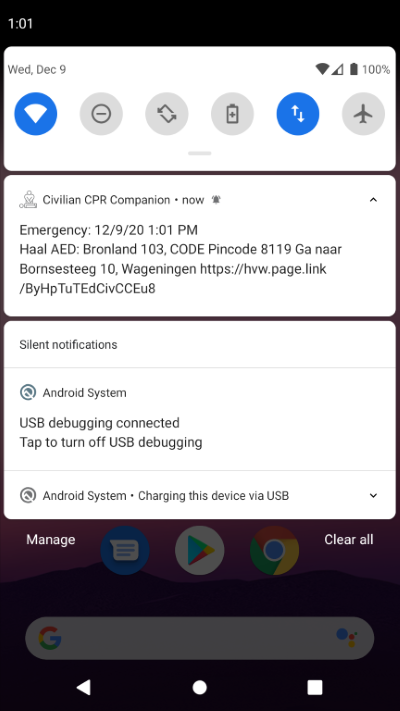 1:01
Wed, Dec 9
100%
Civilian CPR Companion • now
Emergency: 12/9/20 1:01 PM
Haal AED: Bronland 103, CODE Pincode 8119 Ga naar
Bornsesteeg 10, Wageningen https://hvw.page.link
/ByHpTuTEdCivCCEu8
Silent notifications
Android System
USB debugging connected
Tap to turn off USB debugging
Android System • Charging this device via USB
Manage
Clear all